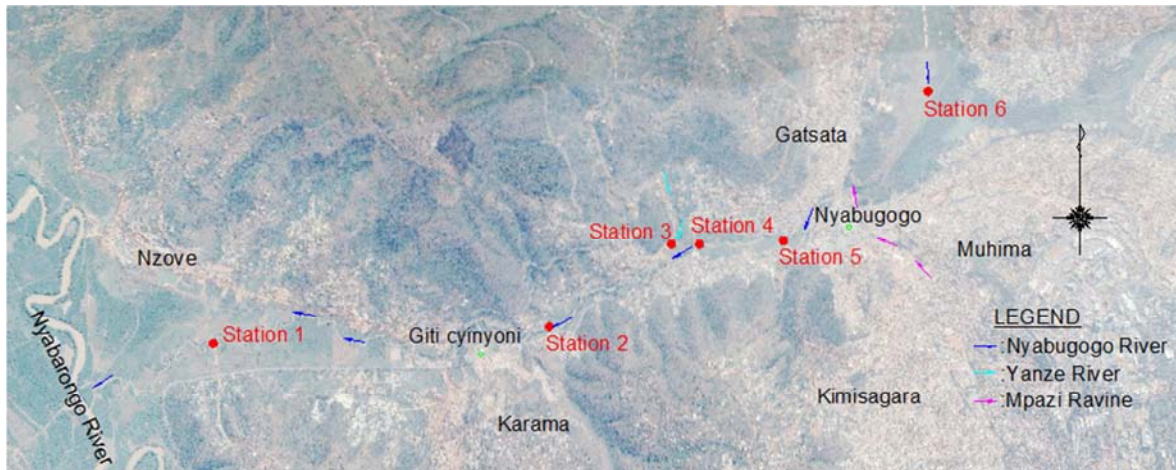 Station 6
Gatsata
Nyabugogo
Station 3
Station 4
Station 5
Muhima
Nzove
Station 1
Giti cyinyoni
Station 2
LEGEND
:Nyabugogo River
:Yanze River
:Mpazi Ravine
Nyabarongo River
Karama
Kimisagara